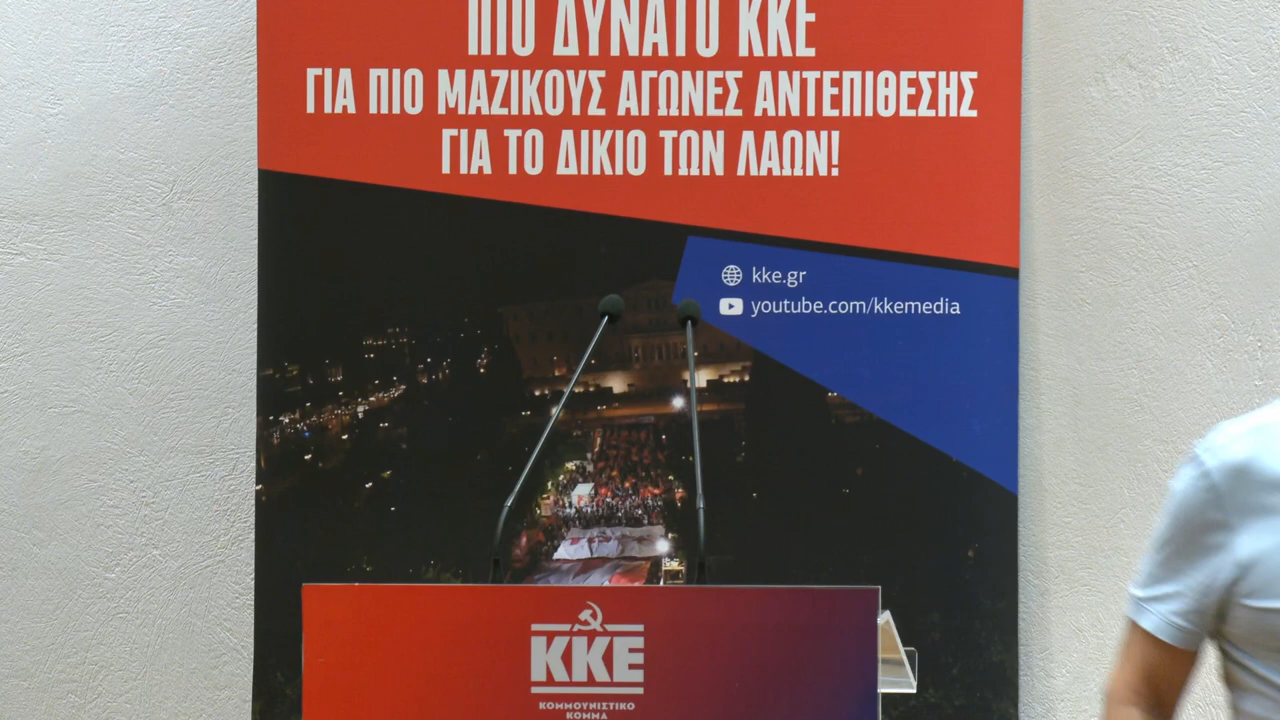 ΠΙΟ ΔΥΝΑΤΟ ΚΚΕ
ΓΙΑ ΠΙΟ ΜΑΖΙΚΟΥΣ ΑΓΩΝΕΣ ΑΝΤΕΠΙΘΕΣΗΣ
ΓΙΑ ΤΟ ΔΙΚΙΟ ΤΩΝ ΛΑΩΝ!
kke.gr
youtube.com/kkemedia
ΚΚΕ
ΚΟΜΜΟΥΝΙΣΤΙΚΟ
ΚΟΜΜΑ